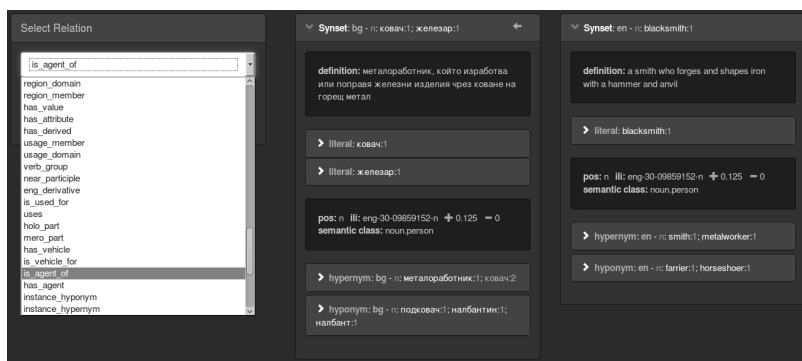 Select Relation
is_agent_of
region_domain
region_member
has_value
has_attribute
has_derived
usage_member
usage_domain
verb_group
near_participle
eng_derivative
is_used_for
uses
holo_part
mero_part
has_vehicle
is_vehicle_for
is_agent_of
has_agent
instance_hyponym
instance_hypernym
Synset: bg - n: ковач:1; железар:1
definition: металоработник, който изработва
или поправя железни изделия чрез коване на
горещ метал
literal: ковач:1
literal: железар:1
pos: n ili: eng-30-09859152-n + 0.125 − 0
semantic class: noun.person
hypernym: bg - n: металоработник:1; ковач:2
hyponym: bg - n: подковач:1; налбантин:1;
налбант:1
Synset: en - n: blacksmith:1
definition: a smith who forges and shapes iron
with a hammer and anvil
literal: blacksmith:1
pos: n ili: eng-30-09859152-n + 0.125 − 0
semantic class: noun.person
hypernym: en - n: smith:1; metalworker:1
hyponym: en - n: farrier:1; horseshoer:1